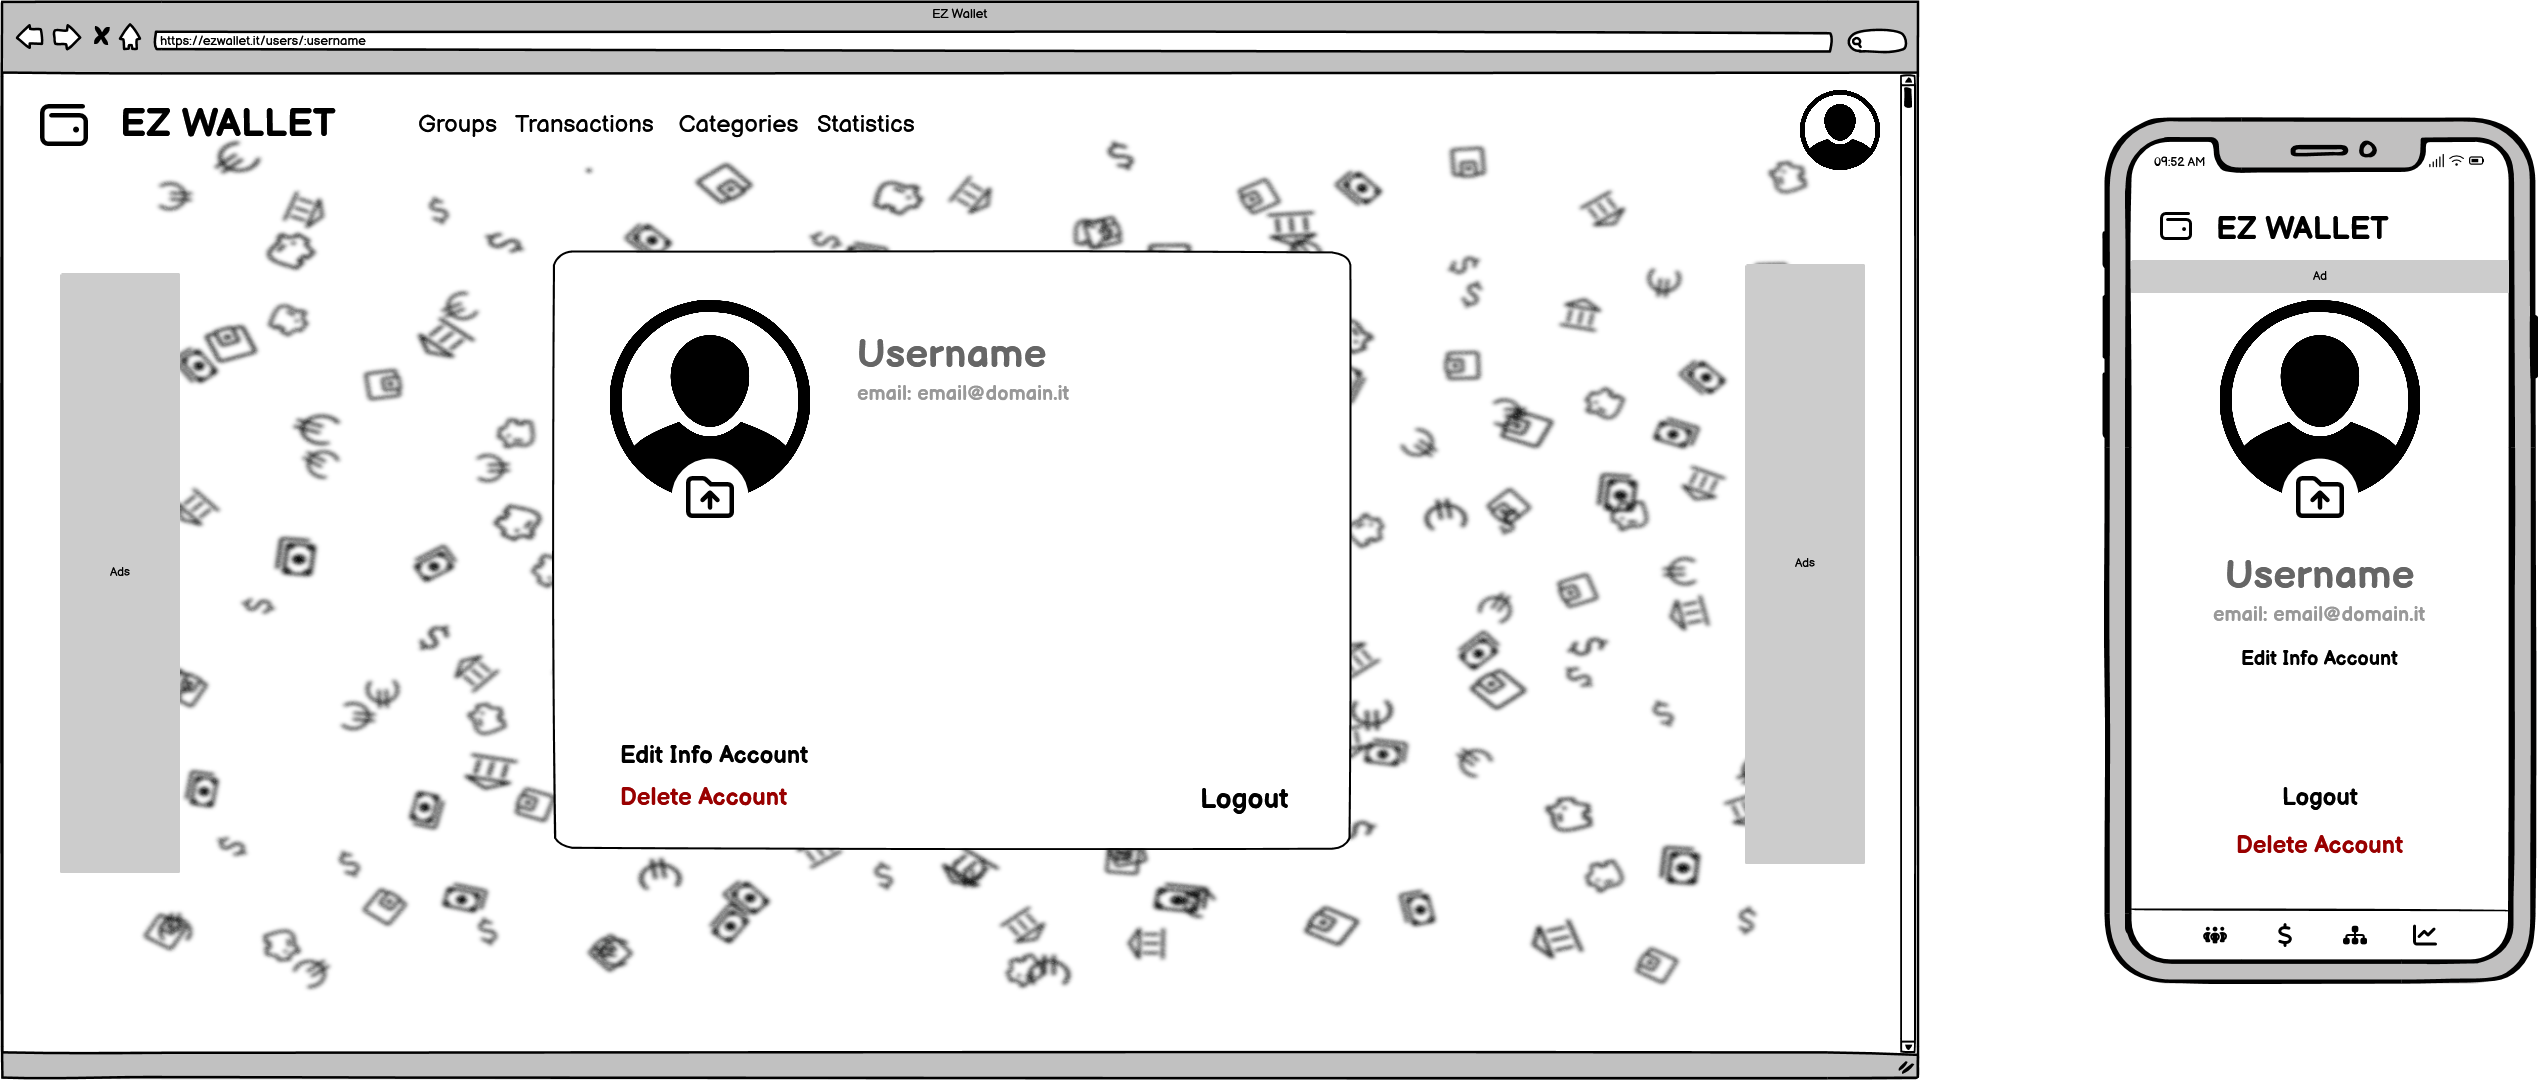 EZ Wallet
https://ezwallet.it/users/:username
EZ WALLET
Groups Transactions Categories Statistics
Ads
Username
email: email@domain.it
Edit Info Account
Delete Account
Logout
Ads
09:52 AM
EZ WALLET
Ad
Username
email: email@domain.it
Edit Info Account
Logout
Delete Account